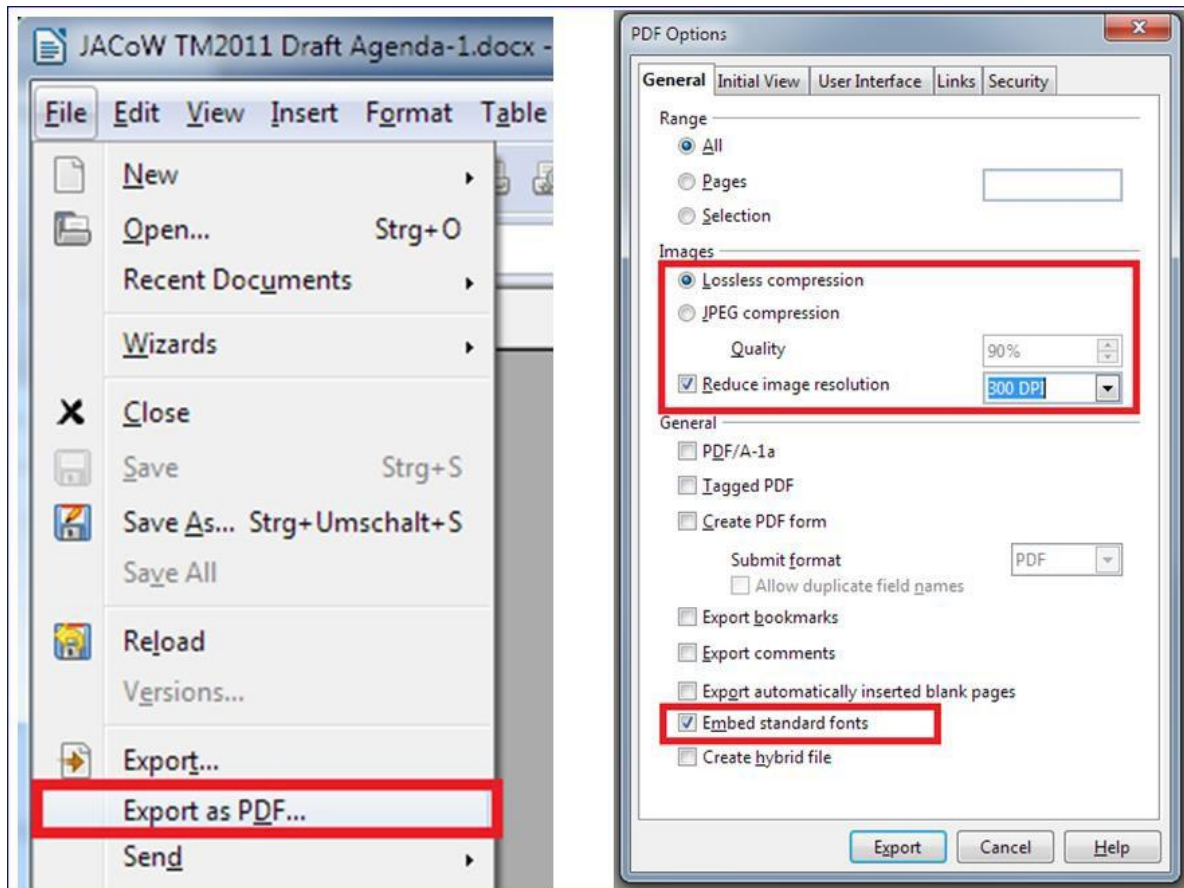 JACoW TM2011 Draft Agenda-1.docx -
File Edit View Insert Format Table
New
Open... Strg+O
Recent Documents
Wizards
Close
Save Strg+S
Save As... Strg+Umschalt+S
Save All
Reload
Versions...
Export...
Export as PDF...
Send
PDF Options
General Initial View User Interface Links Security
Range
All
Pages
Selection
Images
Lossless compression
JPEG compression
Quality 90%
Reduce image resolution 300 DPI
General
PDF/A-1a
Tagged PDF
Create PDF form
Submit format PDF
Allow duplicate field names
Export bookmarks
Export comments
Export automatically inserted blank pages
Embed standard fonts
Create hybrid file
Export Cancel Help